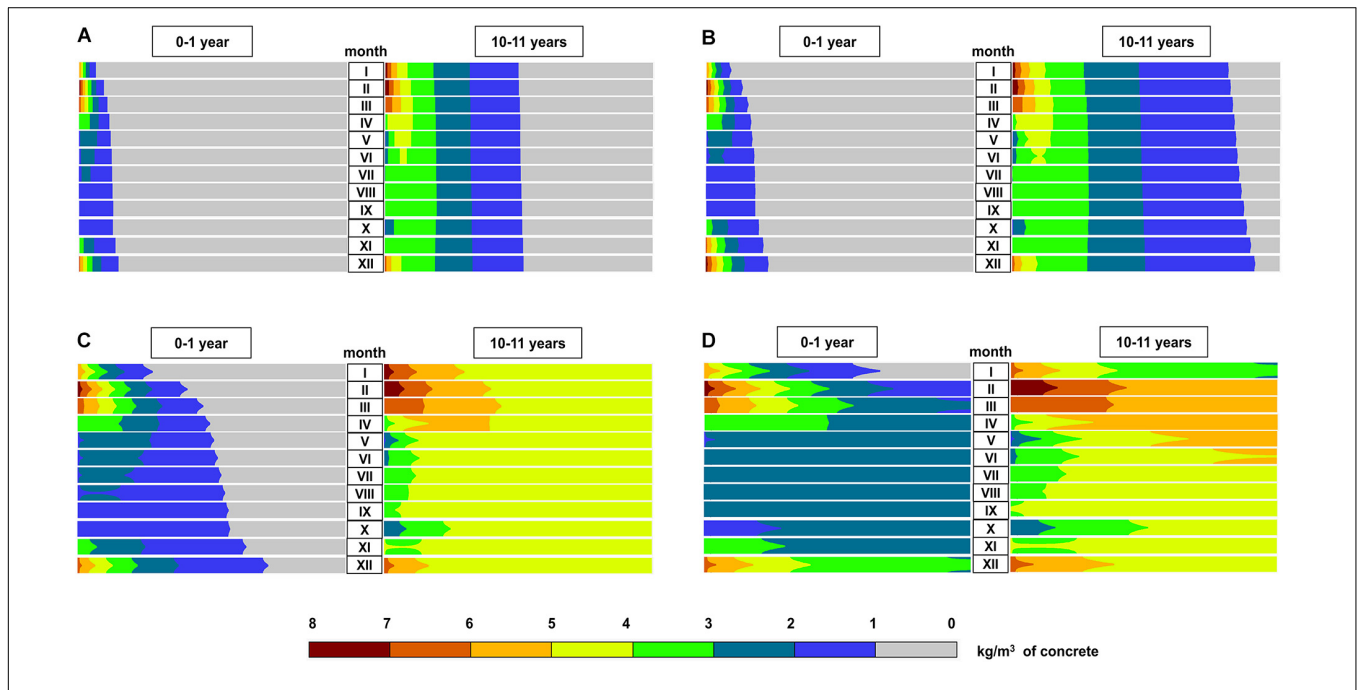 A 0-1 year month 10-11 years
I
II
III
IV
V
VI
VII
VIII
IX
X
XI
XII
B 0-1 year month 10-11 years
I
II
III
IV
V
VI
VII
VIII
IX
X
XI
XII
C 0-1 year month 10-11 years
I
II
III
IV
V
VI
VII
VIII
IX
X
XI
XII
D 0-1 year month 10-11 years
I
II
III
IV
V
VI
VII
VIII
IX
X
XI
XII
8 7 6 5 4 3 2 1 0
kg/m³ of concrete